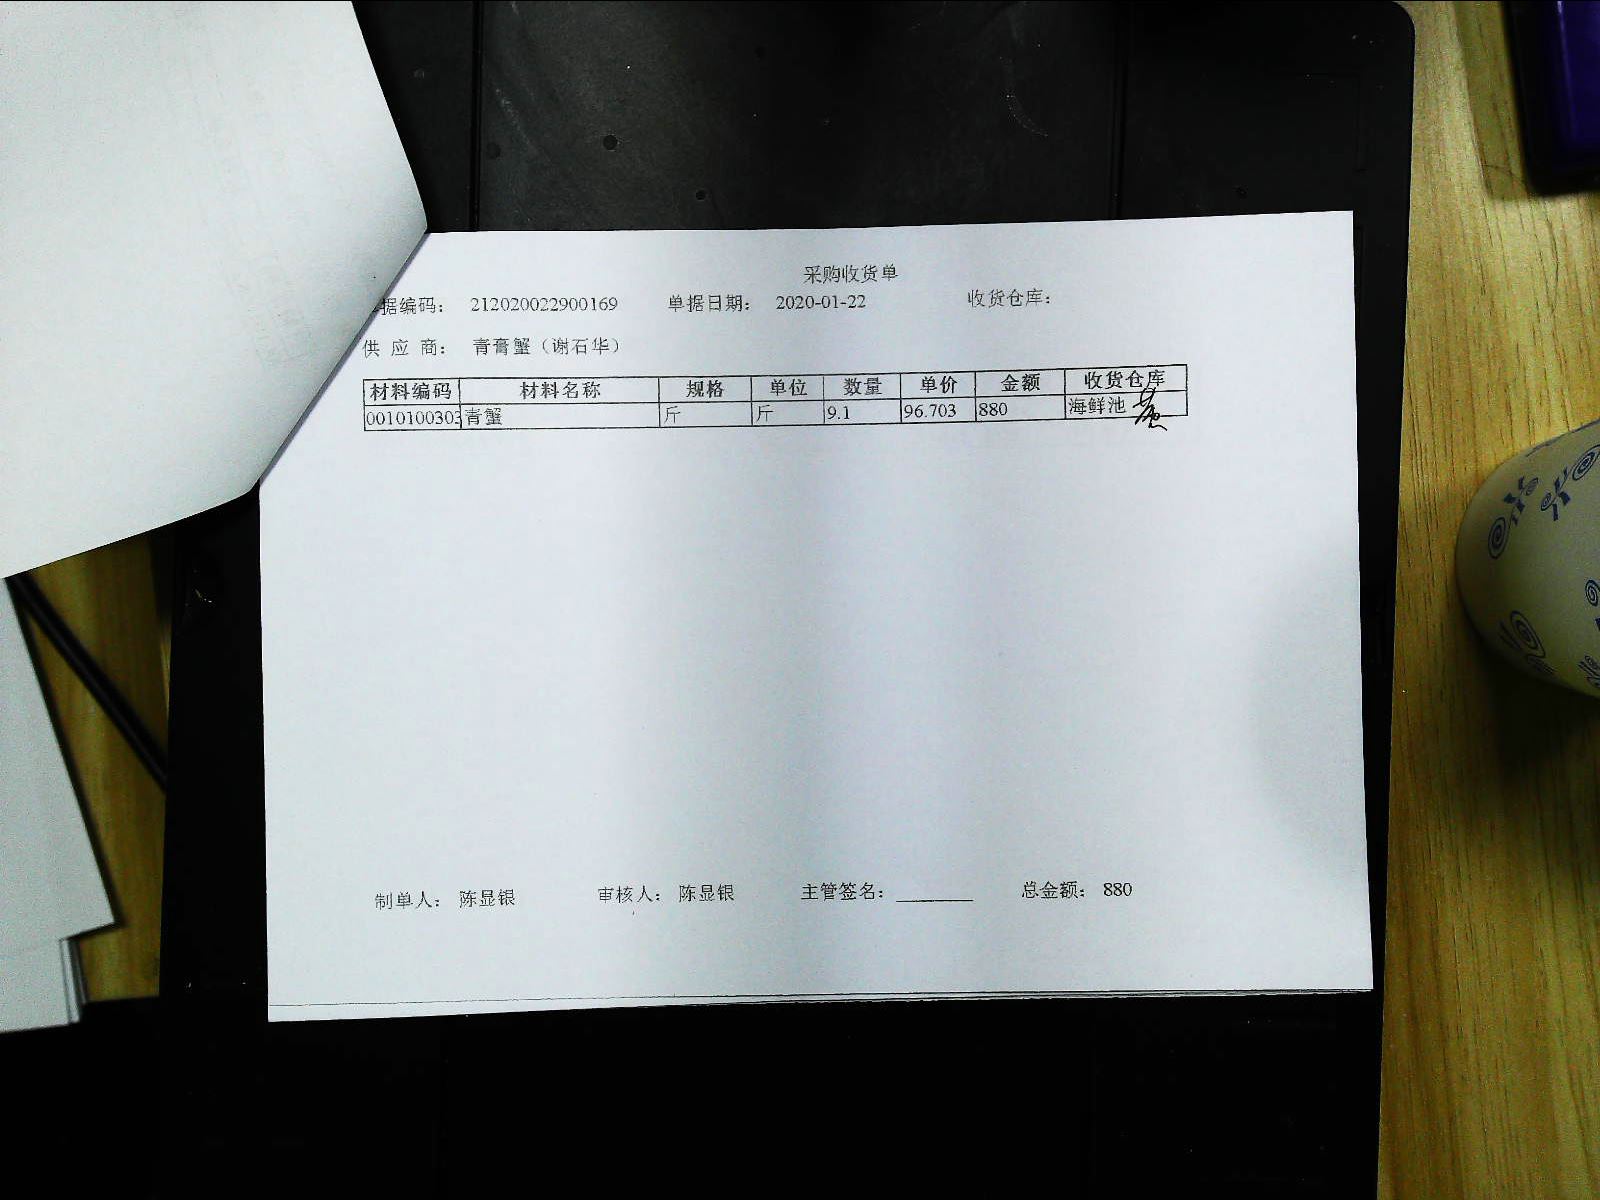 采购收货单
据编码： 212020022900169 单据日期： 2020-01-22 收货仓库：
供 应 商： 青膏蟹（谢石华）
材料编码 材料名称 规格 单位 数量 单价 金额 收货仓库
0010100303 青蟹 斤 斤 9.1 96.703 880 海鲜池
制单人： 陈显银 审核人： 陈显银 主管签名： 总金额： 880